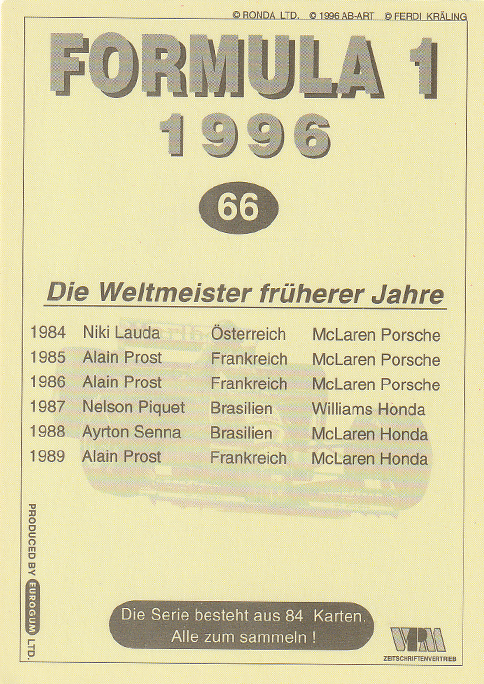 © RONDA LTD. © 1996 AB-ART © FERDI KRÄLING
FORMULA 1
1996
66
Die Weltmeister früherer Jahre
1984 Niki Lauda Österreich McLaren Porsche
1985 Alain Prost Frankreich McLaren Porsche
1986 Alain Prost Frankreich McLaren Porsche
1987 Nelson Piquet Brasilien Williams Honda
1988 Ayrton Senna Brasilien McLaren Honda
1989 Alain Prost Frankreich McLaren Honda
PRODUCED BY EUROGUM LTD.
Die Serie besteht aus 84 Karten.
Alle zum sammeln !
VPM
ZEITSCHRIFTENVERTRIEB